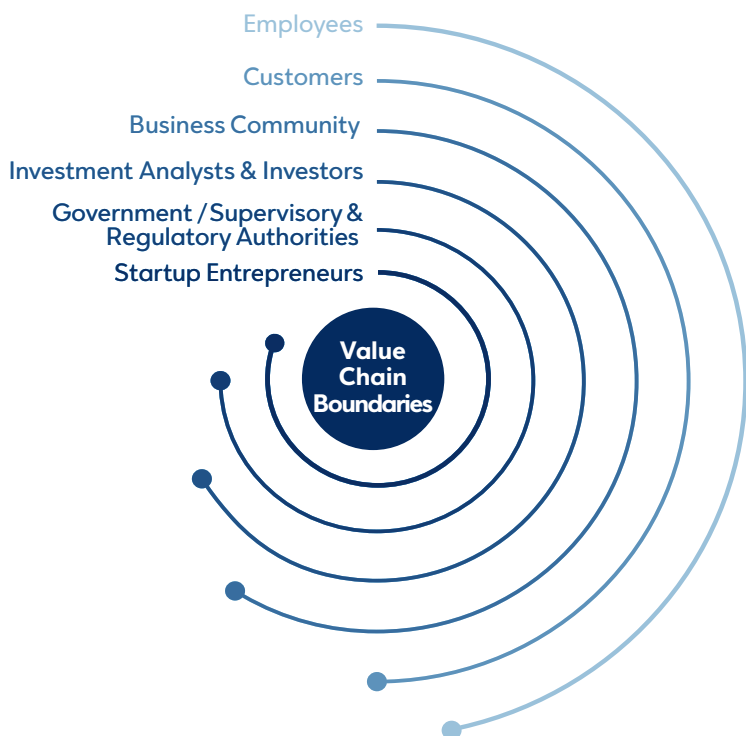 Employees
Customers
Business Community
Investment Analysts & Investors
Government / Supervisory &
Regulatory Authorities
Startup Entrepreneurs
Value
Chain
Boundaries